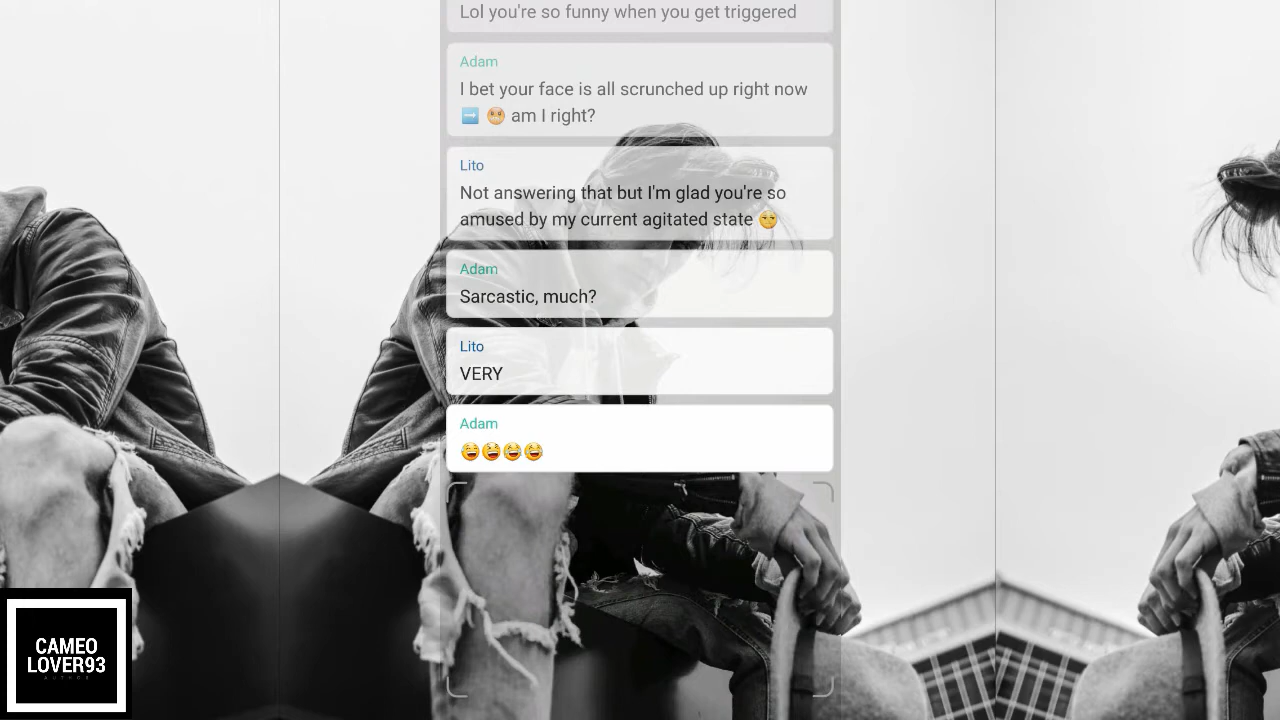 Lol you're so funny when you get triggered
Adam
I bet your face is all scrunched up right now
➡️ 😬 am I right?
Lito
Not answering that but I'm glad you're so
amused by my current agitated state 😒
Adam
Sarcastic, much?
Lito
VERY
Adam
😂😂😂😂
CAMEO
LOVER93
AUTHOR